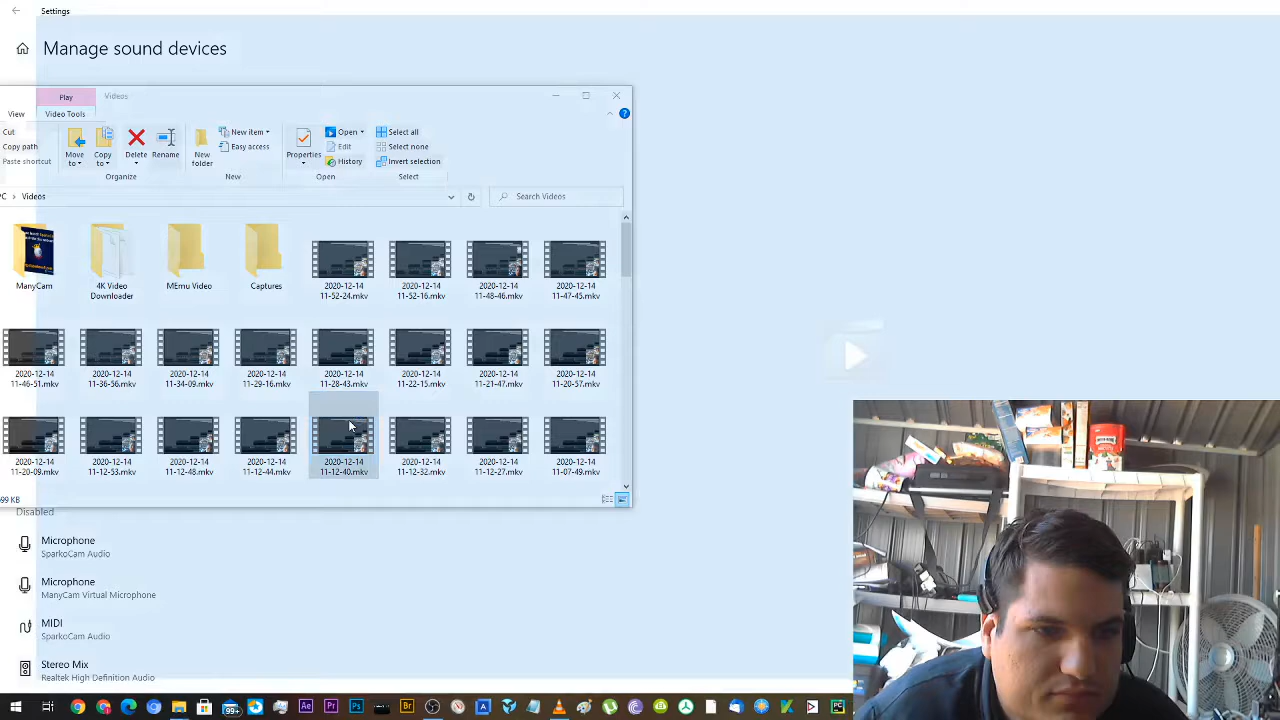 Settings
Manage sound devices
Play
Videos
View
Video Tools
Cut
Copy path
Paste shortcut
Move to
Copy to
Delete
Rename
New folder
New item
Easy access
Properties
Open
Edit
History
Select all
Select none
Invert selection
Organize
New
Open
Select
PC > Videos
Search Videos
ManyCam
4K Video Downloader
MEmu Video
Captures
2020-12-14 11-52-24.mkv
2020-12-14 11-52-16.mkv
2020-12-14 11-48-46.mkv
2020-12-14 11-47-45.mkv
2020-12-14 11-46-51.mkv
2020-12-14 11-36-56.mkv
2020-12-14 11-34-09.mkv
2020-12-14 11-29-16.mkv
2020-12-14 11-28-43.mkv
2020-12-14 11-22-15.mkv
2020-12-14 11-21-47.mkv
2020-12-14 11-20-57.mkv
2020-12-14 11-20-09.mkv
2020-12-14 11-12-53.mkv
2020-12-14 11-12-48.mkv
2020-12-14 11-12-44.mkv
2020-12-14 11-12-40.mkv
2020-12-14 11-12-32.mkv
2020-12-14 11-12-27.mkv
2020-12-14 11-07-49.mkv
99 KB
Disabled
Microphone
SparkoCam Audio
Microphone
ManyCam Virtual Microphone
MIDI
SparkoCam Audio
Stereo Mix
Realtek High Definition Audio
99+
Ae
Pr
Ps
Br
A
PC